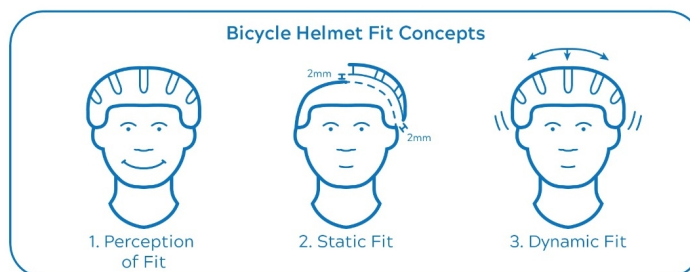 Bicycle Helmet Fit Concepts
2mm
2mm
1. Perception
of Fit
2. Static Fit
3. Dynamic Fit